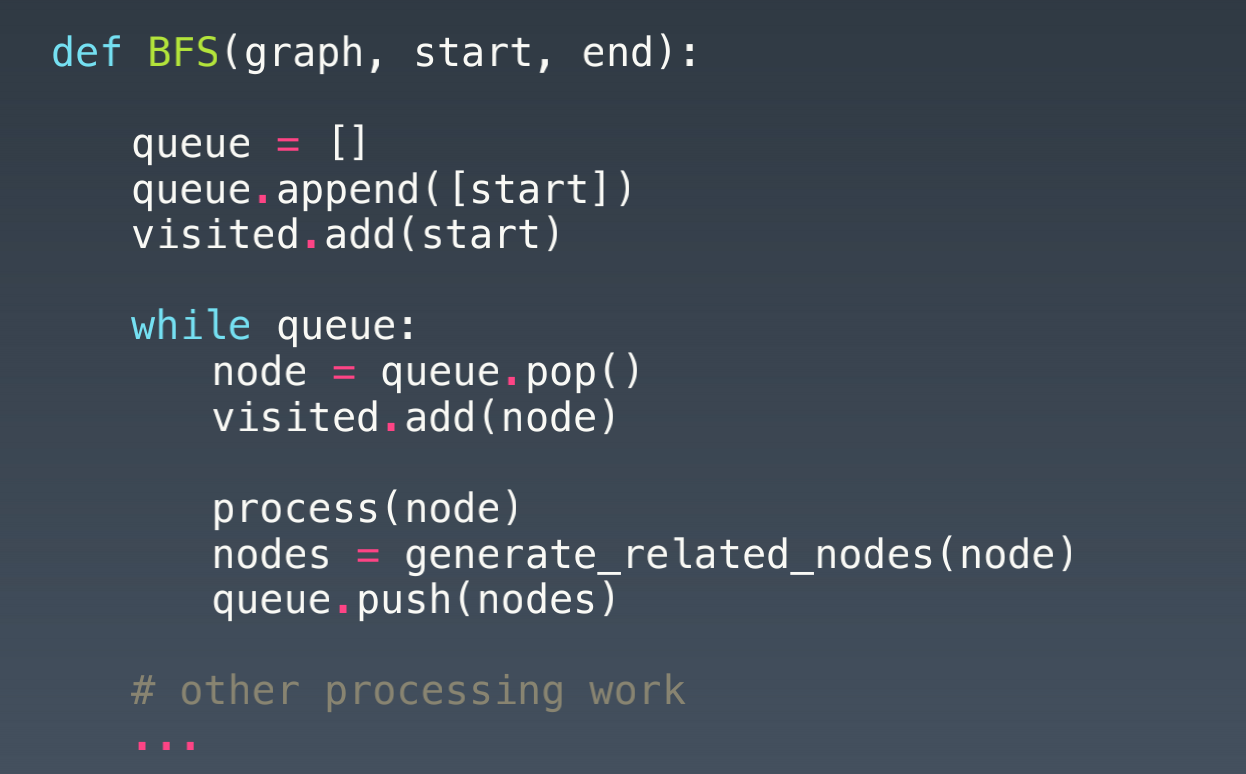 def BFS(graph, start, end):
queue = []
queue.append([start])
visited.add(start)
while queue:
node = queue.pop()
visited.add(node)
process(node)
nodes = generate_related_nodes(node)
queue.push(nodes)
# other processing work
...